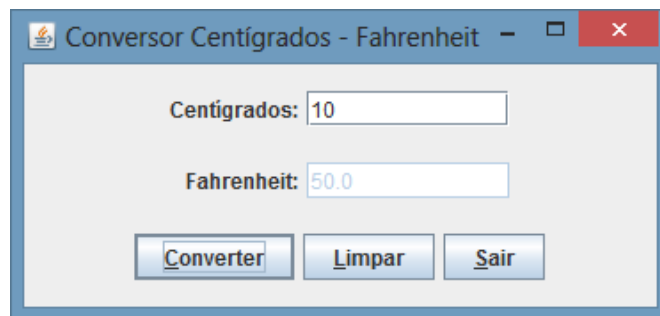 Conversor Centígrados - Fahrenheit
Centígrados: 10
Fahrenheit: 50.0
Converter Limpar Sair